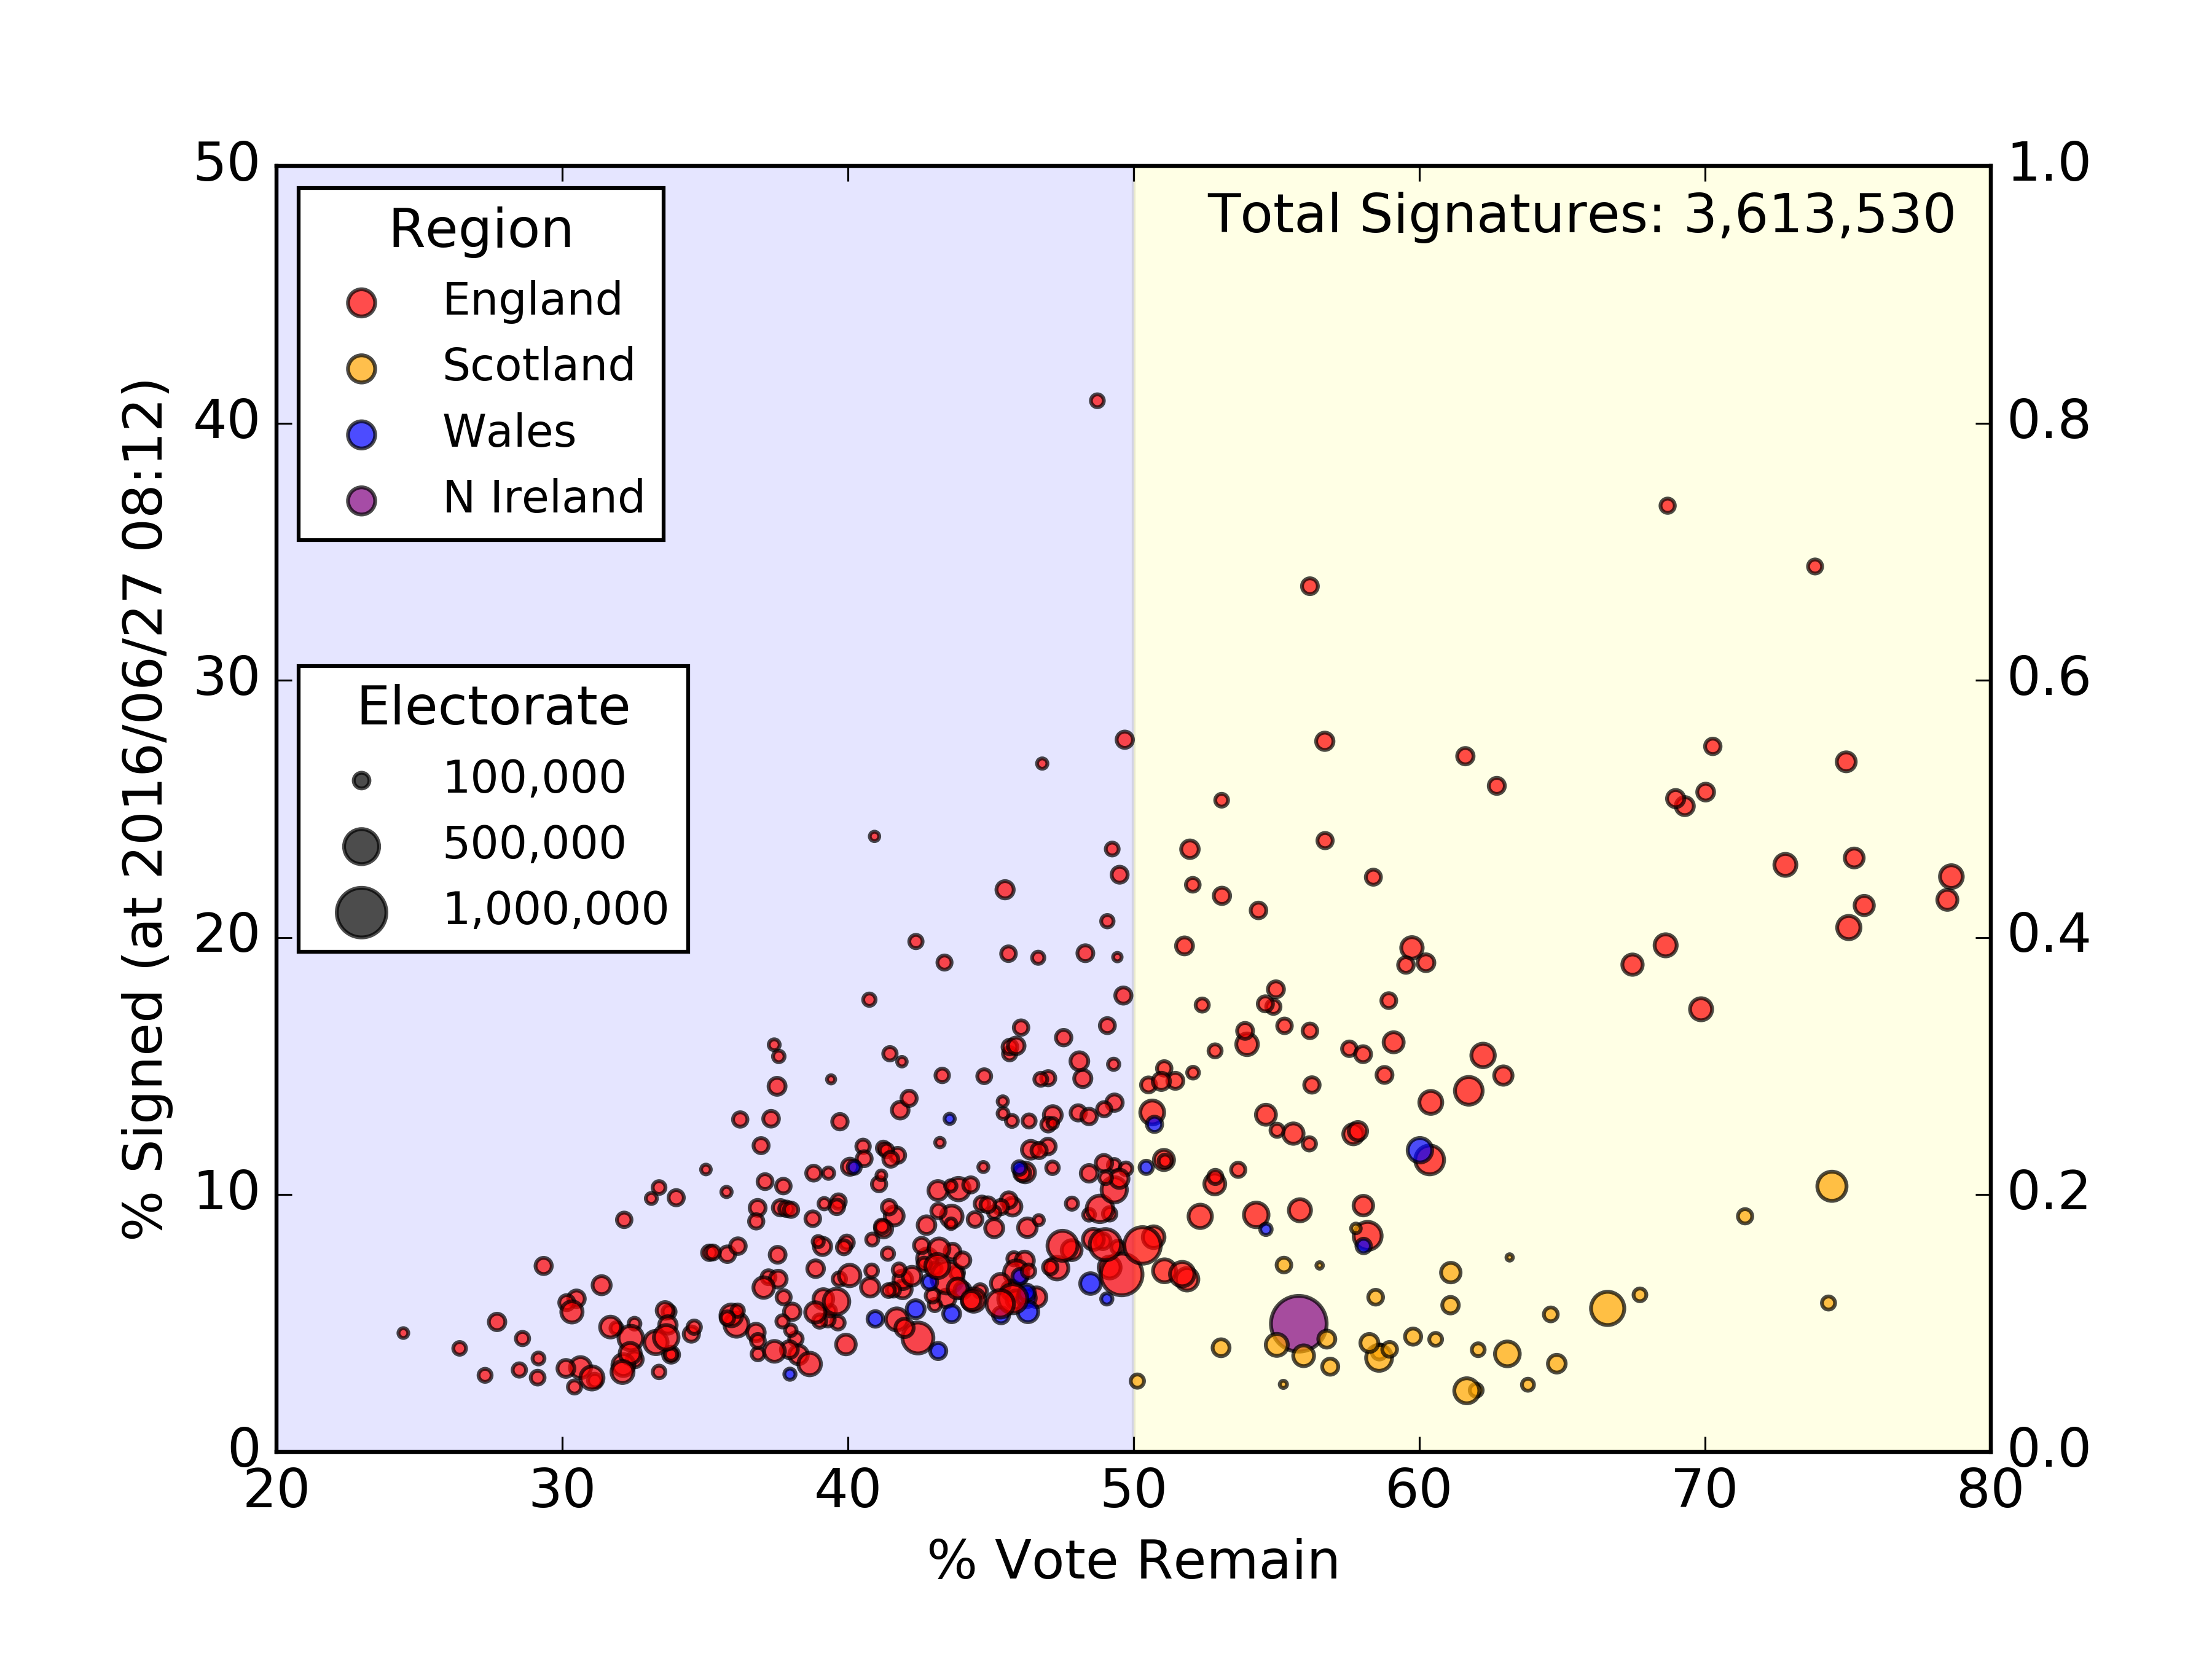 Total Signatures: 3,613,530
Region
England
Scotland
Wales
N Ireland
Electorate
100,000
500,000
1,000,000
% Signed (at 2016/06/27 08:12)
50
40
30
20
10
0
1.0
0.8
0.6
0.4
0.2
0.0
20 30 40 50 60 70 80
% Vote Remain